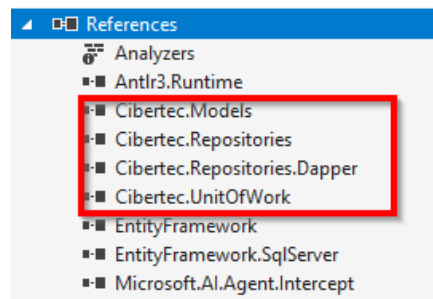 References
Analyzers
Antlr3.Runtime
Cibertec.Models
Cibertec.Repositories
Cibertec.Repositories.Dapper
Cibertec.UnitOfWork
EntityFramework
EntityFramework.SqlServer
Microsoft.AI.Agent.Intercept